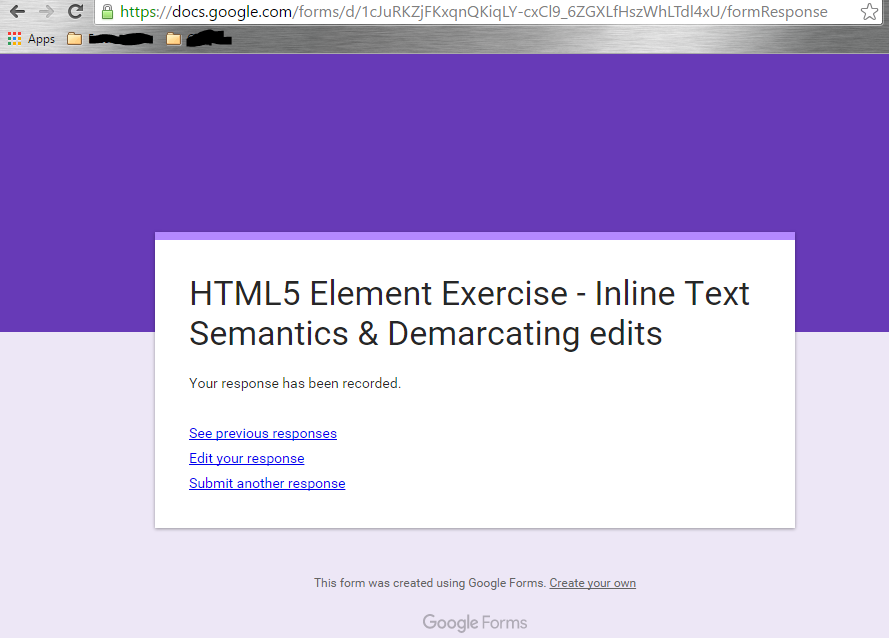 https://docs.google.com/forms/d/1cJuRKZjFKxqnQKiqLY-cxCl9_6ZGXLfHszWhLTdl4xU/formResponse
Apps
HTML5 Element Exercise - Inline Text
Semantics & Demarcating edits
Your response has been recorded.
See previous responses
Edit your response
Submit another response
This form was created using Google Forms. Create your own
Google Forms